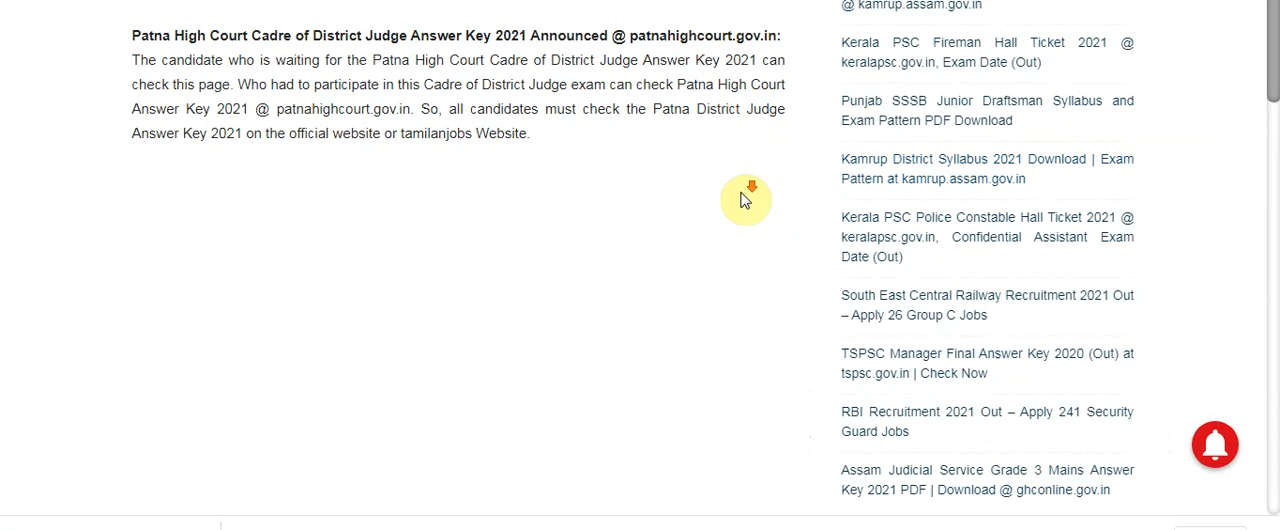 Patna High Court Cadre of District Judge Answer Key 2021 Announced @ patnahighcourt.gov.in:
The candidate who is waiting for the Patna High Court Cadre of District Judge Answer Key 2021 can
check this page. Who had to participate in this Cadre of District Judge exam can check Patna High Court
Answer Key 2021 @ patnahighcourt.gov.in. So, all candidates must check the Patna District Judge
Answer Key 2021 on the official website or tamilanjobs Website.
@ kamrup.assam.gov.in
Kerala PSC Fireman Hall Ticket 2021 @
keralapsc.gov.in, Exam Date (Out)
Punjab SSSB Junior Draftsman Syllabus and
Exam Pattern PDF Download
Kamrup District Syllabus 2021 Download | Exam
Pattern at kamrup.assam.gov.in
Kerala PSC Police Constable Hall Ticket 2021 @
keralapsc.gov.in, Confidential Assistant Exam
Date (Out)
South East Central Railway Recruitment 2021 Out
– Apply 26 Group C Jobs
TSPSC Manager Final Answer Key 2020 (Out) at
tspsc.gov.in | Check Now
RBI Recruitment 2021 Out – Apply 241 Security
Guard Jobs
Assam Judicial Service Grade 3 Mains Answer
Key 2021 PDF | Download @ ghconline.gov.in